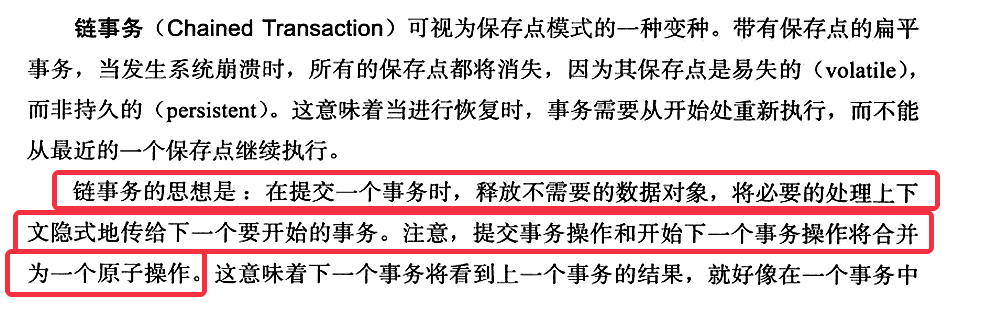 链事务（Chained Transaction）可视为保存点模式的一种变种。带有保存点的扁平
事务，当发生系统崩溃时，所有的保存点都将消失，因为其保存点是易失的（volatile），
而非持久的（persistent）。这意味着当进行恢复时，事务需要从开始处重新执行，而不能
从最近的一个保存点继续执行。
链事务的思想是：在提交一个事务时，释放不需要的数据对象，将必要的处理上下
文隐式地传给下一个要开始的事务。注意，提交事务操作和开始下一个事务操作将合并
为一个原子操作。这意味着下一个事务将看到上一个事务的结果，就好像在一个事务中